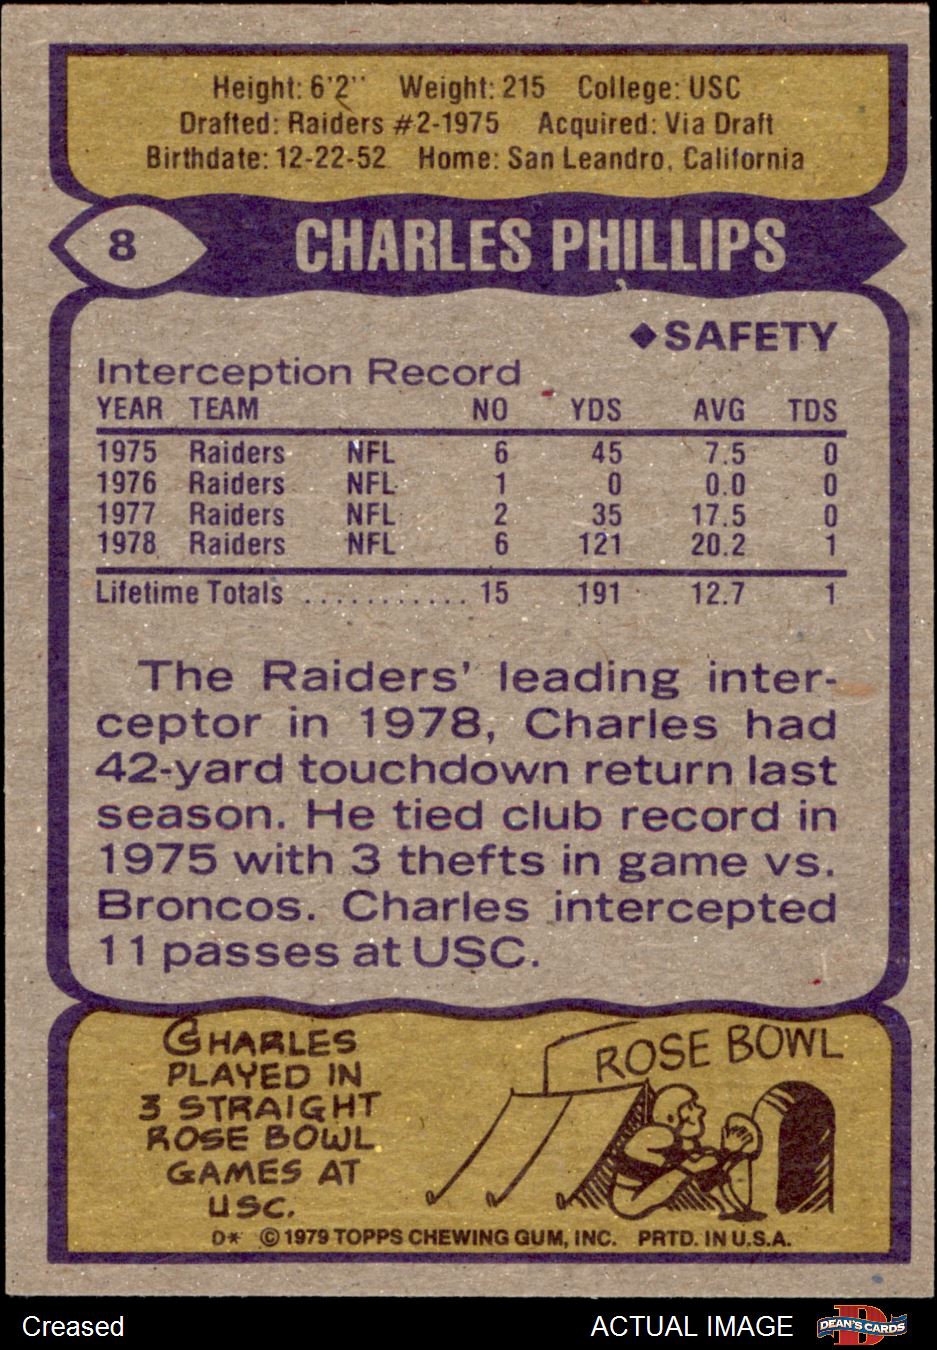 Height: 6'2'' Weight: 215 College: USC
Drafted: Raiders #2-1975 Acquired: Via Draft
Birthdate: 12-22-52 Home: San Leandro, California
8 CHARLES PHILLIPS
◆SAFETY
Interception Record
YEAR TEAM NO YDS AVG TDS
1975 Raiders NFL 6 45 7.5 0
1976 Raiders NFL 1 0 0.0 0
1977 Raiders NFL 2 35 17.5 0
1978 Raiders NFL 6 121 20.2 1
Lifetime Totals ........... 15 191 12.7 1
The Raiders' leading inter-
ceptor in 1978, Charles had
42-yard touchdown return last
season. He tied club record in
1975 with 3 thefts in game vs.
Broncos. Charles intercepted
11 passes at USC.
CHARLES
PLAYED IN
3 STRAIGHT
ROSE BOWL
GAMES AT
USC.
ROSE BOWL
D* © 1979 TOPPS CHEWING GUM, INC. PRTD. IN U.S.A.
Creased ACTUAL IMAGE DEAN'S CARDS